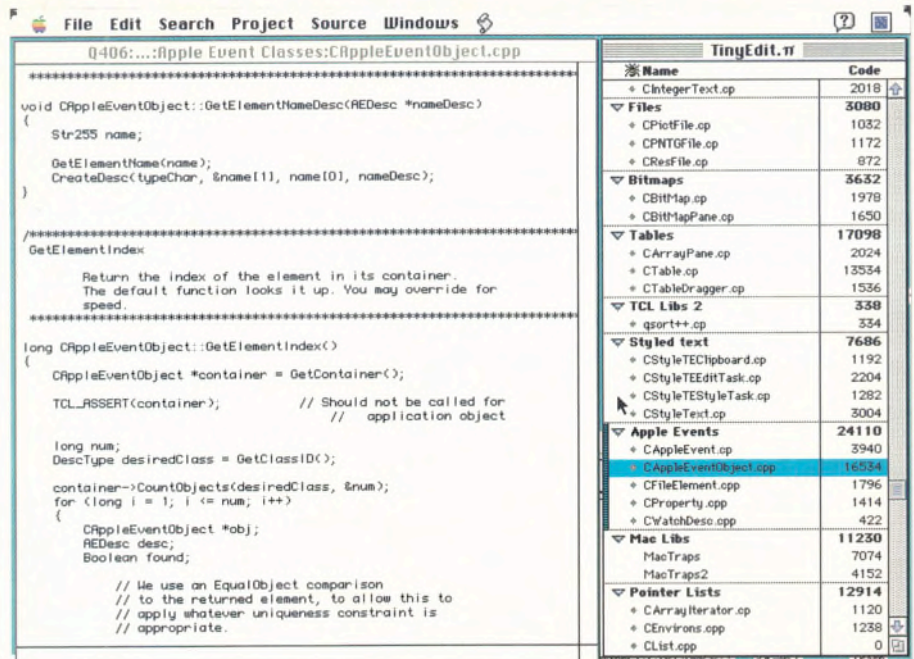 File Edit Search Project Source Windows
Q406:...:Apple Event Classes:CAppleEventObject.cpp
*******************************************************************************
void CAppleEventObject::GetElementNameDesc(AEDesc *nameDesc)
{
Str255 name;
GetElementName(name);
CreateDesc(typeChar, &name[1], name[0], nameDesc);
}
/******************************************************************************
GetElementIndex
Return the index of the element in its container.
The default function looks it up. You may override for
speed.
*******************************************************************************
long CAppleEventObject::GetElementIndex()
{
CAppleEventObject *container = GetContainer();
TCL_ASSERT(container); // Should not be called for
// application object
long num;
DescType desiredClass = GetClassID();
container->CountObjects(desiredClass, &num);
for (long i = 1; i <= num; i++)
{
CAppleEventObject *obj;
AEDesc desc;
Boolean found;
// We use an EqualObject comparison
// to the returned element, to allow this to
// apply whatever uniqueness constraint is
// appropriate.
TinyEdit.π
Name Code
CIntegerText.cp 2018
Files 3080
CPictFile.cp 1032
CPNTGFile.cp 1172
CResFile.cp 872
Bitmaps 3632
CBitMap.cp 1978
CBitMapPane.cp 1650
Tables 17098
CArrayPane.cp 2024
CTable.cp 13534
CTableDragger.cp 1536
TCL Libs 2 338
qsort++.cp 334
Styled text 7686
CStyleTEClipboard.cp 1192
CStyleTEEditTask.cp 2204
CStyleTEStyleTask.cp 1282
CStyleText.cp 3004
Apple Events 24110
CAppleEvent.cp 3940
CAppleEventObject.cpp 16534
CFileElement.cpp 1796
CProperty.cpp 1414
CWatchDesc.cpp 422
Mac Libs 11230
MacTraps 7074
MacTraps2 4152
Pointer Lists 12914
CArrayIterator.cp 1120
CEnvirons.cpp 1238
CList.cpp 0